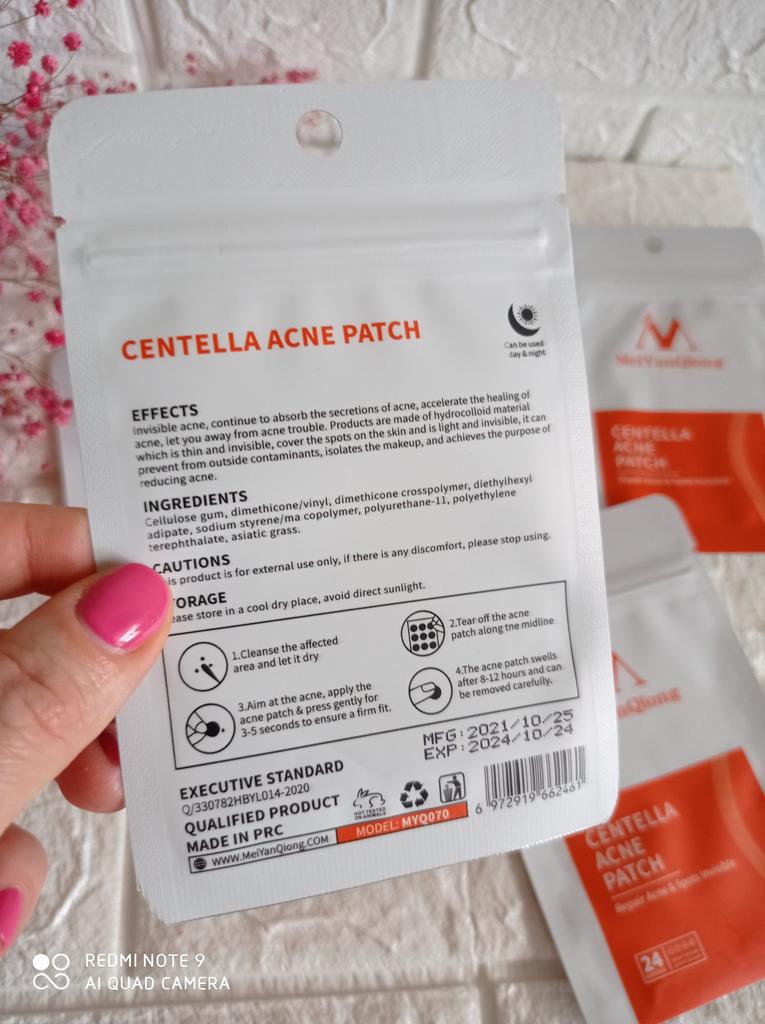 CENTELLA ACNE PATCH
Can be used
day & night
EFFECTS
Invisible acne, continue to absorb the secretions of acne, accelerate the healing of
acne, let you away from acne trouble. Products are made of hydrocolloid material
which is thin and invisible, cover the spots on the skin and is light and invisible, it can
prevent from outside contaminants, isolates the makeup, and achieves the purpose of
reducing acne.
INGREDIENTS
Cellulose gum, dimethicone/vinyl, dimethicone crosspolymer, diethylhexyl
adipate, sodium styrene/ma copolymer, polyurethane-11, polyethylene
terephthalate, asiatic grass.
CAUTIONS
is product is for external use only, if there is any discomfort, please stop using.
TORAGE
ease store in a cool dry place, avoid direct sunlight.
1.Cleanse the affected
area and let it dry
2.Tear off the acne
patch along tne midline
3.Aim at the acne, apply the
acne patch & press gently for
3-5 seconds to ensure a firm fit.
4.The acne patch swells
after 8-12 hours and can
be removed carefully.
MFG:2021/10/25
EXP:2024/10/24
EXECUTIVE STANDARD
Q/330782HBYL014-2020
QUALIFIED PRODUCT
MADE IN PRC
NOT TESTED
ON ANIMALS
6 972919 662461
WWW.MeiYanQiong.COM
MODEL: MYQ070
MeiYanQiong
CENTELLA
ACNE
PATCH
nQiong
CENTELLA
ACNE
PATCH
Repair Acne & Spots Invisible
24
REDMI NOTE 9
AI QUAD CAMERA